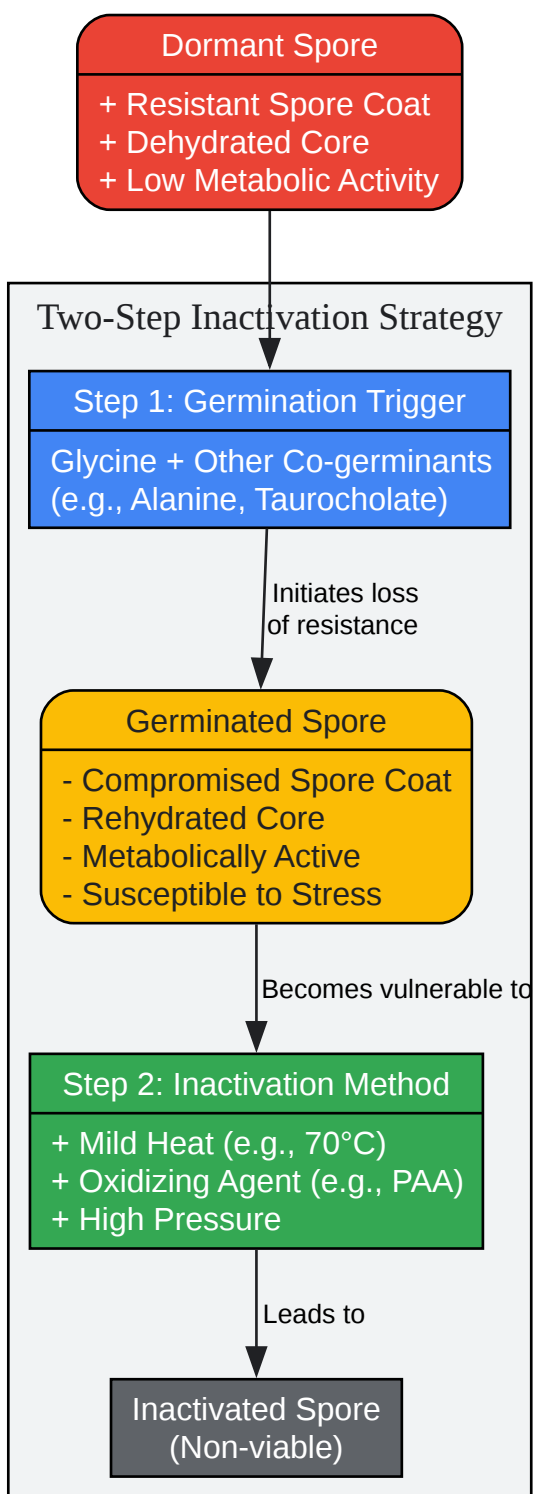 Dormant Spore
+ Resistant Spore Coat
+ Dehydrated Core
+ Low Metabolic Activity
Two-Step Inactivation Strategy
Step 1: Germination Trigger
Glycine + Other Co-germinants
(e.g., Alanine, Taurocholate)
Initiates loss
of resistance
Germinated Spore
- Compromised Spore Coat
- Rehydrated Core
- Metabolically Active
- Susceptible to Stress
Becomes vulnerable to
Step 2: Inactivation Method
+ Mild Heat (e.g., 70°C)
+ Oxidizing Agent (e.g., PAA)
+ High Pressure
Leads to
Inactivated Spore
(Non-viable)